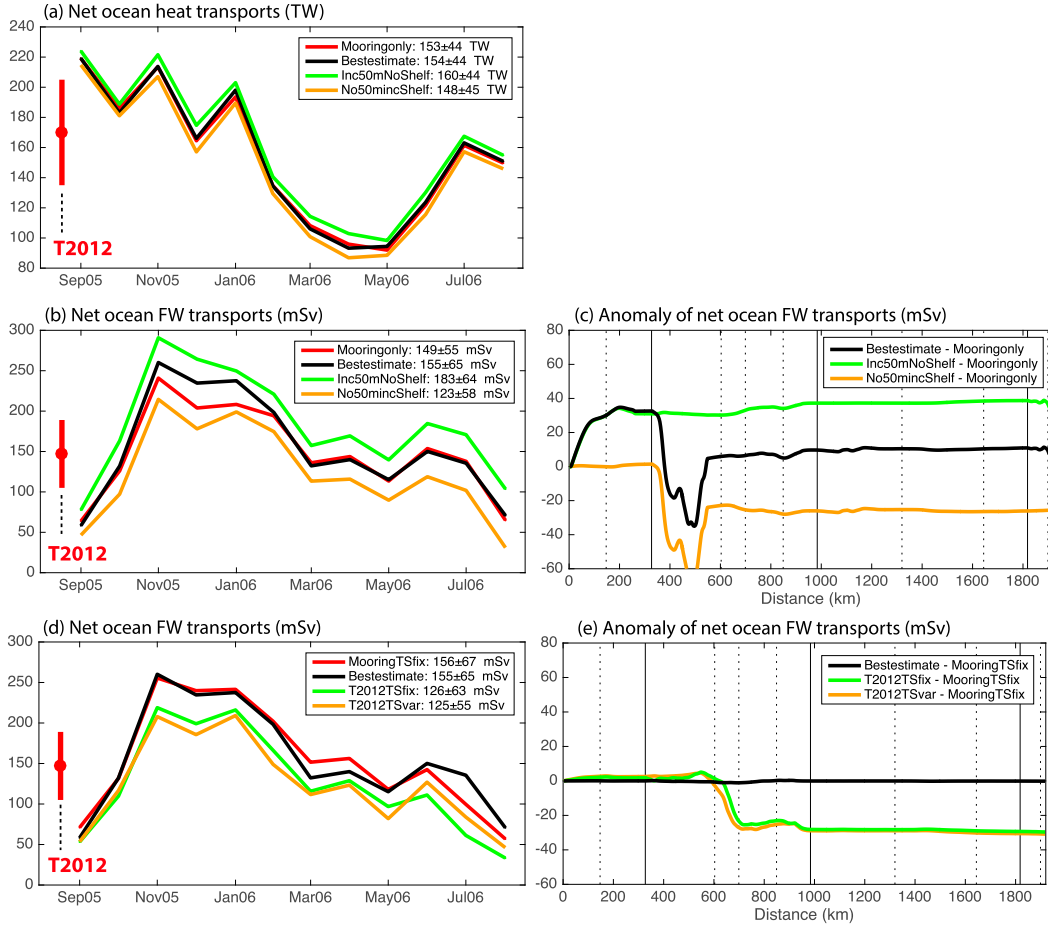 (a) Net ocean heat transports (TW)
240
220
200
180
160
140
120
100
80
Mooringonly: 153±44 TW
Bestestimate: 154±44 TW
Inc50mNoShelf: 160±44 TW
No50mincShelf: 148±45 TW
T2012
Sep05 Nov05 Jan06 Mar06 May06 Jul06
(b) Net ocean FW transports (mSv)
300
250
200
150
100
50
0
Mooringonly: 149±55 mSv
Bestestimate: 155±65 mSv
Inc50mNoShelf: 183±64 mSv
No50mincShelf: 123±58 mSv
T2012
Sep05 Nov05 Jan06 Mar06 May06 Jul06
(c) Anomaly of net ocean FW transports (mSv)
80
60
40
20
0
-20
-40
-60
Bestestimate - Mooringonly
Inc50mNoShelf - Mooringonly
No50mincShelf - Mooringonly
0 200 400 600 800 1000 1200 1400 1600 1800
Distance (km)
(d) Net ocean FW transports (mSv)
300
250
200
150
100
50
0
MooringTSfix: 156±67 mSv
Bestestimate: 155±65 mSv
T2012TSfix: 126±63 mSv
T2012TSvar: 125±55 mSv
T2012
Sep05 Nov05 Jan06 Mar06 May06 Jul06
(e) Anomaly of net ocean FW transports (mSv)
80
60
40
20
0
-20
-40
-60
Bestestimate - MooringTSfix
T2012TSfix - MooringTSfix
T2012TSvar - MooringTSfix
0 200 400 600 800 1000 1200 1400 1600 1800
Distance (km)